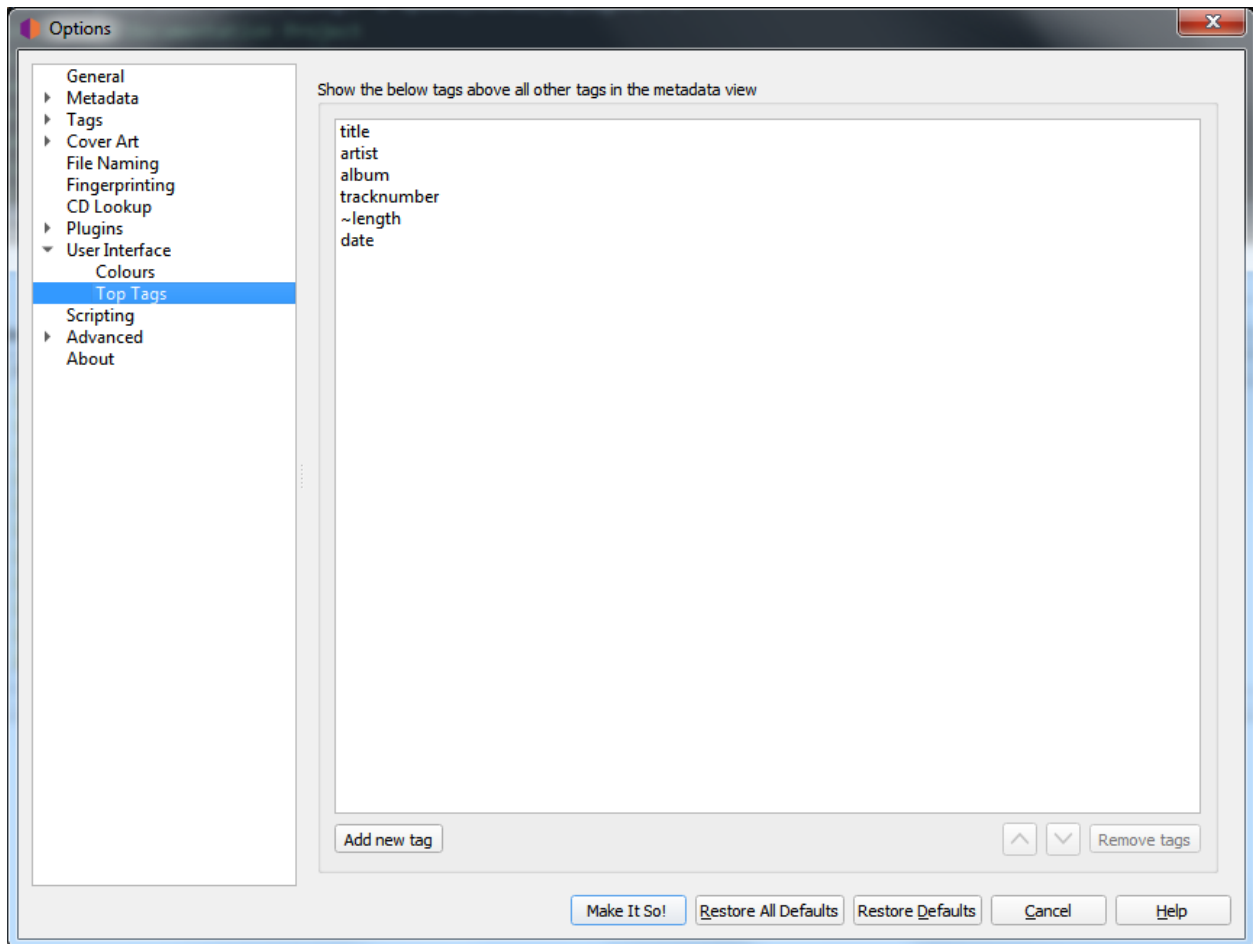 Options
General
Metadata
Tags
Cover Art
File Naming
Fingerprinting
CD Lookup
Plugins
User Interface
Colours
Top Tags
Scripting
Advanced
About
Show the below tags above all other tags in the metadata view
title
artist
album
tracknumber
~length
date
Add new tag
Remove tags
Make It So!
Restore All Defaults
Restore Defaults
Cancel
Help